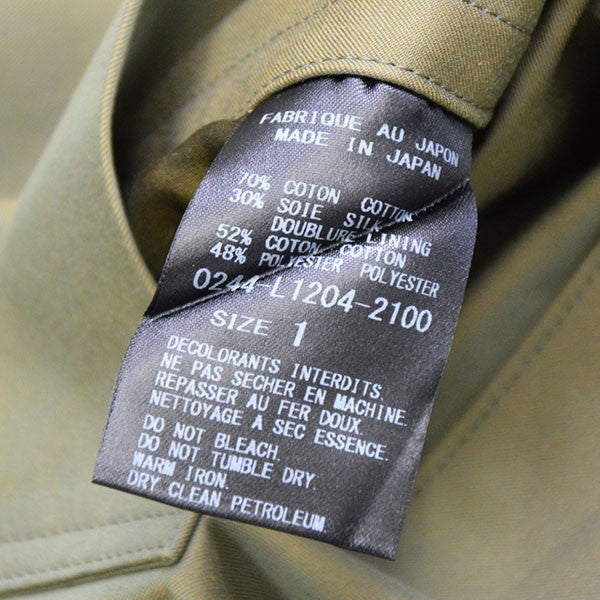 FABRIQUE AU JAPON
MADE IN JAPAN
70% COTON COTTON
30% SOIE SILK
DOUBLURE LINING
52% COTON COTTON
48% POLYESTER POLYESTER
0244-L1204-2100
SIZE 1
DECOLORANTS INTERDITS.
NE PAS SECHER EN MACHINE.
REPASSER AU FER DOUX.
NETTOYAGE A SEC ESSENCE.
DO NOT BLEACH.
DO NOT TUMBLE DRY.
WARM IRON.
DRY CLEAN PETROLEUM